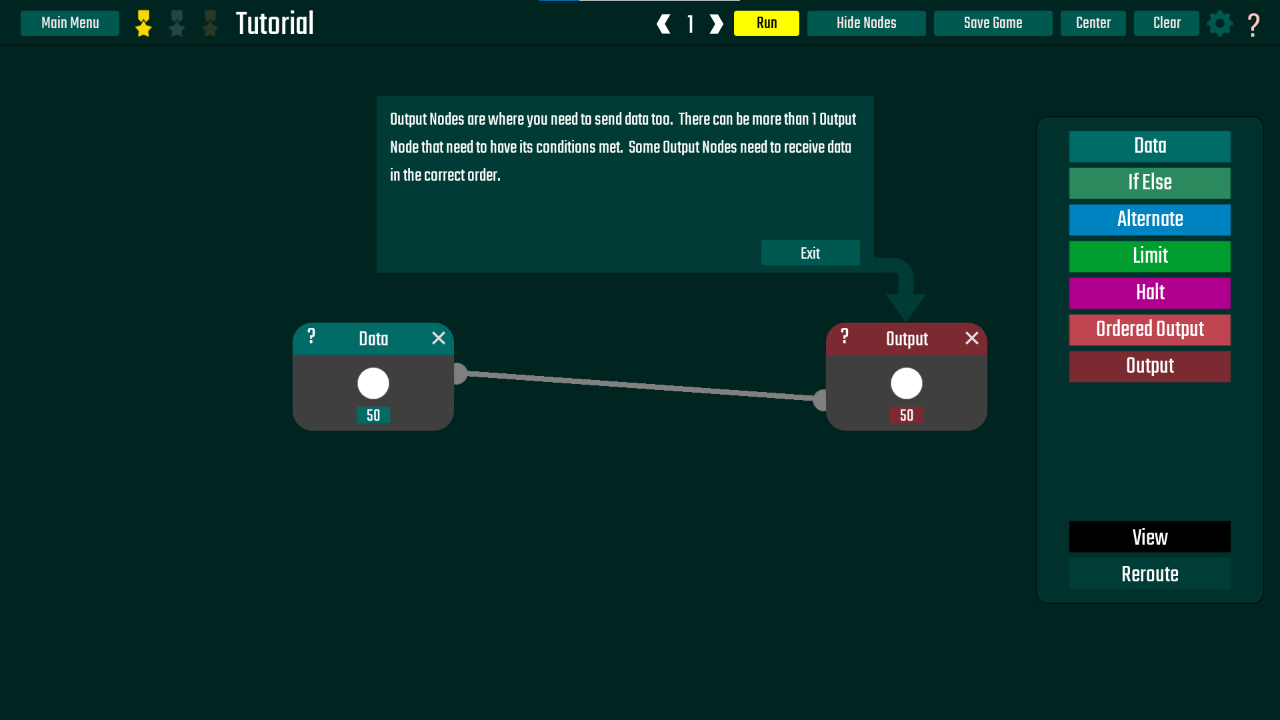 Main Menu
Tutorial
1
Run
Hide Nodes
Save Game
Center
Clear
?
Output Nodes are where you need to send data too. There can be more than 1 Output
Node that need to have its conditions met. Some Output Nodes need to receive data
in the correct order.
Exit
? Data
50
? Output
50
Data
If Else
Alternate
Limit
Halt
Ordered Output
Output
View
Reroute